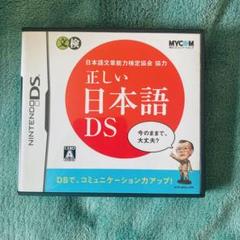 文検
日本語文章能力検定協会 協力
MYCOM
正しい
日本語
DS
今のままで、
大丈夫?
NINTENDO DS
DSで、コミュニケーション力アップ!